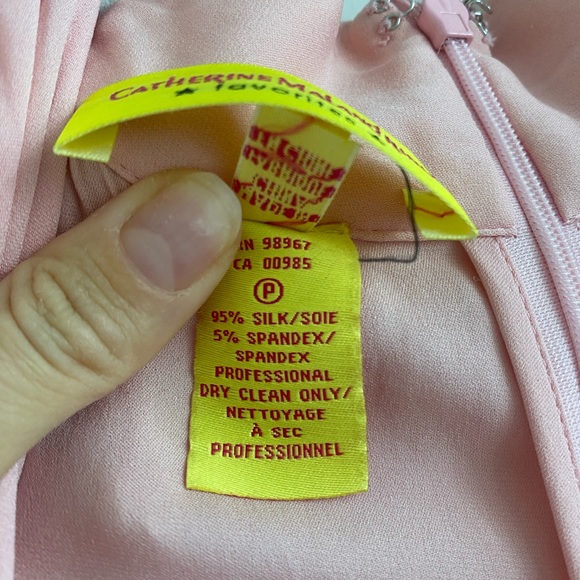 CATHERINE MALANDRINO
★ favorites ★
RN 98967
CA 00985
P
95% SILK/SOIE
5% SPANDEX/
SPANDEX
PROFESSIONAL
DRY CLEAN ONLY/
NETTOYAGE
À SEC
PROFESSIONNEL